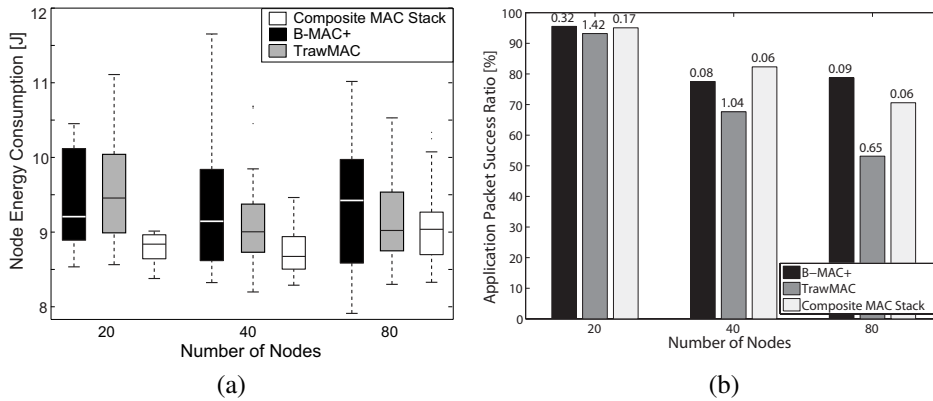 Node Energy Consumption [J]
12
11
10
9
8
Composite MAC Stack
B-MAC+
TrawMAC
20
40
80
Number of Nodes
(a)
Application Packet Success Ratio [%]
100
90
80
70
60
50
40
30
20
10
0
0.32
1.42
0.17
0.08
1.04
0.06
0.09
0.65
0.06
B−MAC+
TrawMAC
Composite MAC Stack
20
40
80
Number of Nodes
(b)